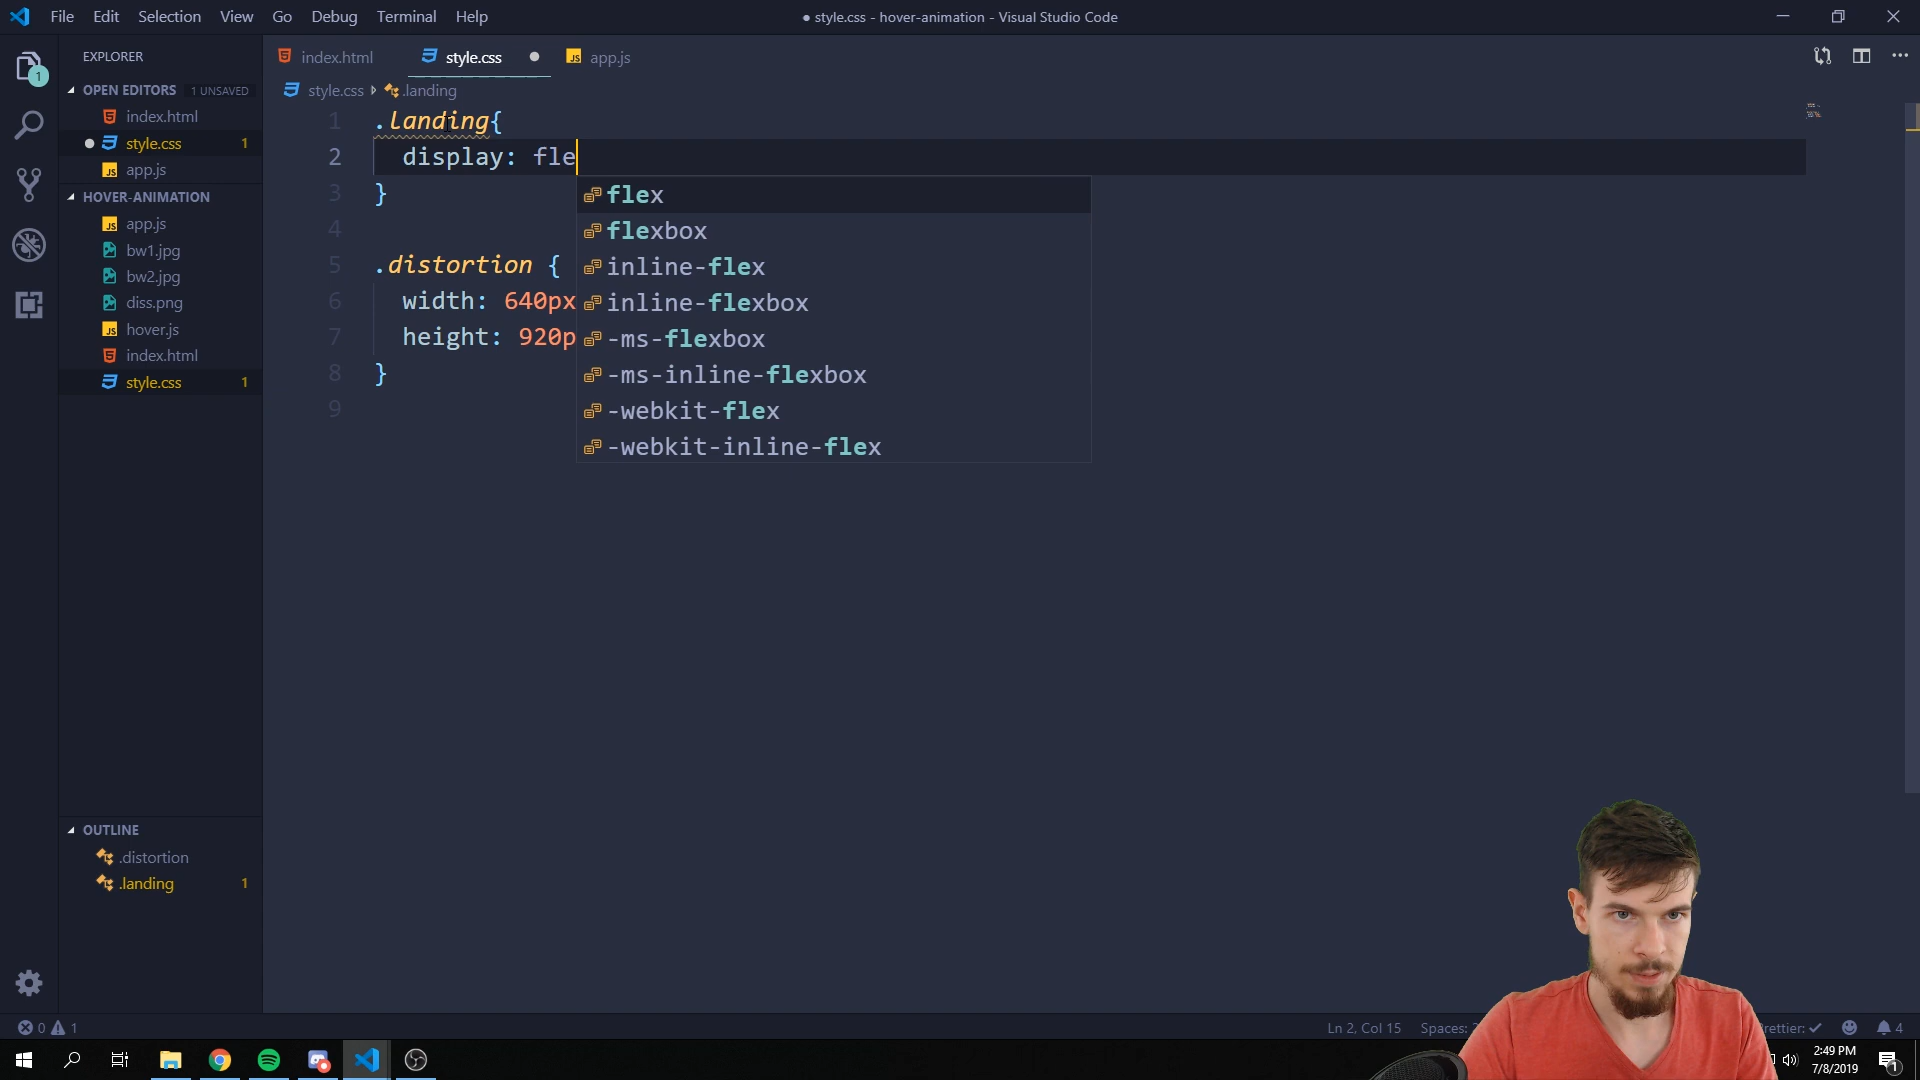 File Edit Selection View Go Debug Terminal Help
● style.css - hover-animation - Visual Studio Code
EXPLORER
OPEN EDITORS 1 UNSAVED
index.html
style.css 1
app.js
HOVER-ANIMATION
app.js
bw1.jpg
bw2.jpg
diss.png
hover.js
index.html
style.css 1
OUTLINE
.distortion
.landing 1
1
index.html style.css app.js
style.css .landing
1 .landing{
2 display: fle
3 }
4
5 .distortion {
6 width: 640px
7 height: 920p
8 }
9
flex
flexbox
inline-flex
inline-flexbox
-ms-flexbox
-ms-inline-flexbox
-webkit-flex
-webkit-inline-flex
0 1
Ln 2, Col 15 Spaces: rettier: 4
2:49 PM
7/8/2019
1